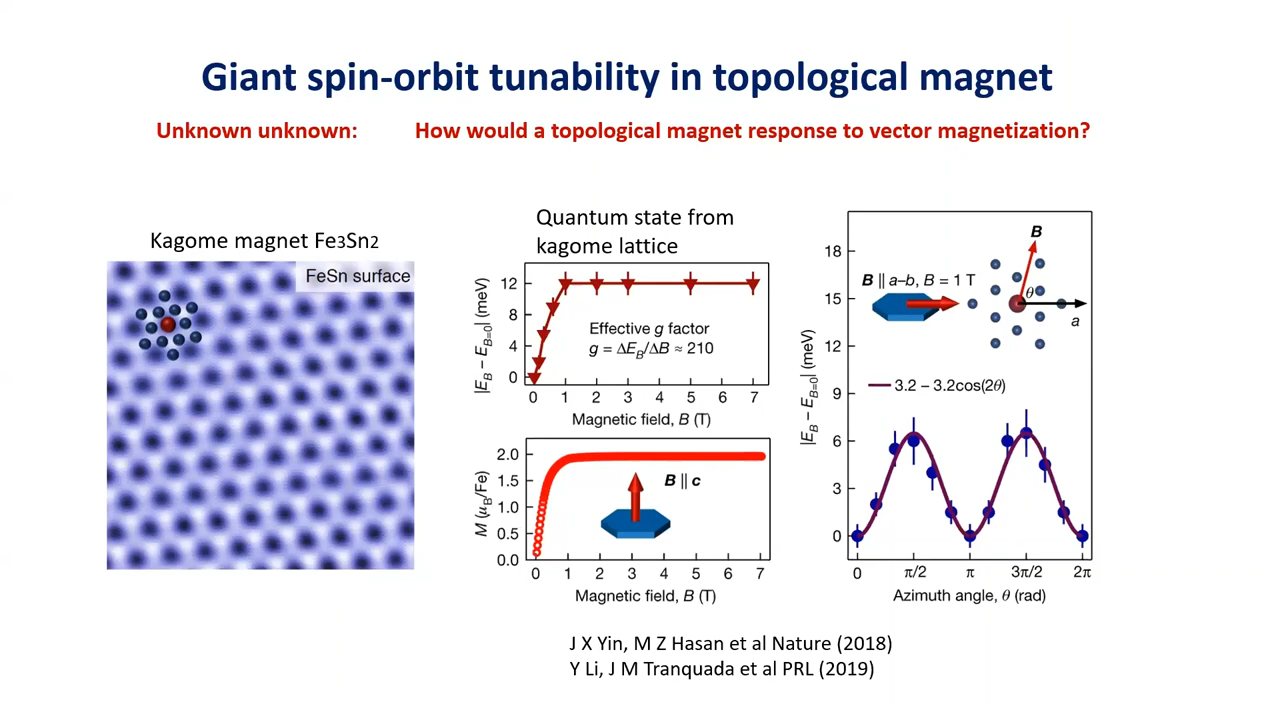 Giant spin-orbit tunability in topological magnet
Unknown unknown: How would a topological magnet response to vector magnetization?
Kagome magnet Fe3Sn2
FeSn surface
Quantum state from
kagome lattice
|E_B − E_B=0| (meV)
12
8
4
0
Effective g factor
g = ΔE_B/ΔB ≈ 210
0 1 2 3 4 5 6 7
Magnetic field, B (T)
M (μ_B/Fe)
2.0
1.5
1.0
0.5
0.0
B || c
0 1 2 3 4 5 6 7
Magnetic field, B (T)
|E_B − E_B=0| (meV)
18
15
12
9
6
3
0
B || a–b, B = 1 T
B
θ
a
3.2 − 3.2cos(2θ)
0 π/2 π 3π/2 2π
Azimuth angle, θ (rad)
J X Yin, M Z Hasan et al Nature (2018)
Y Li, J M Tranquada et al PRL (2019)